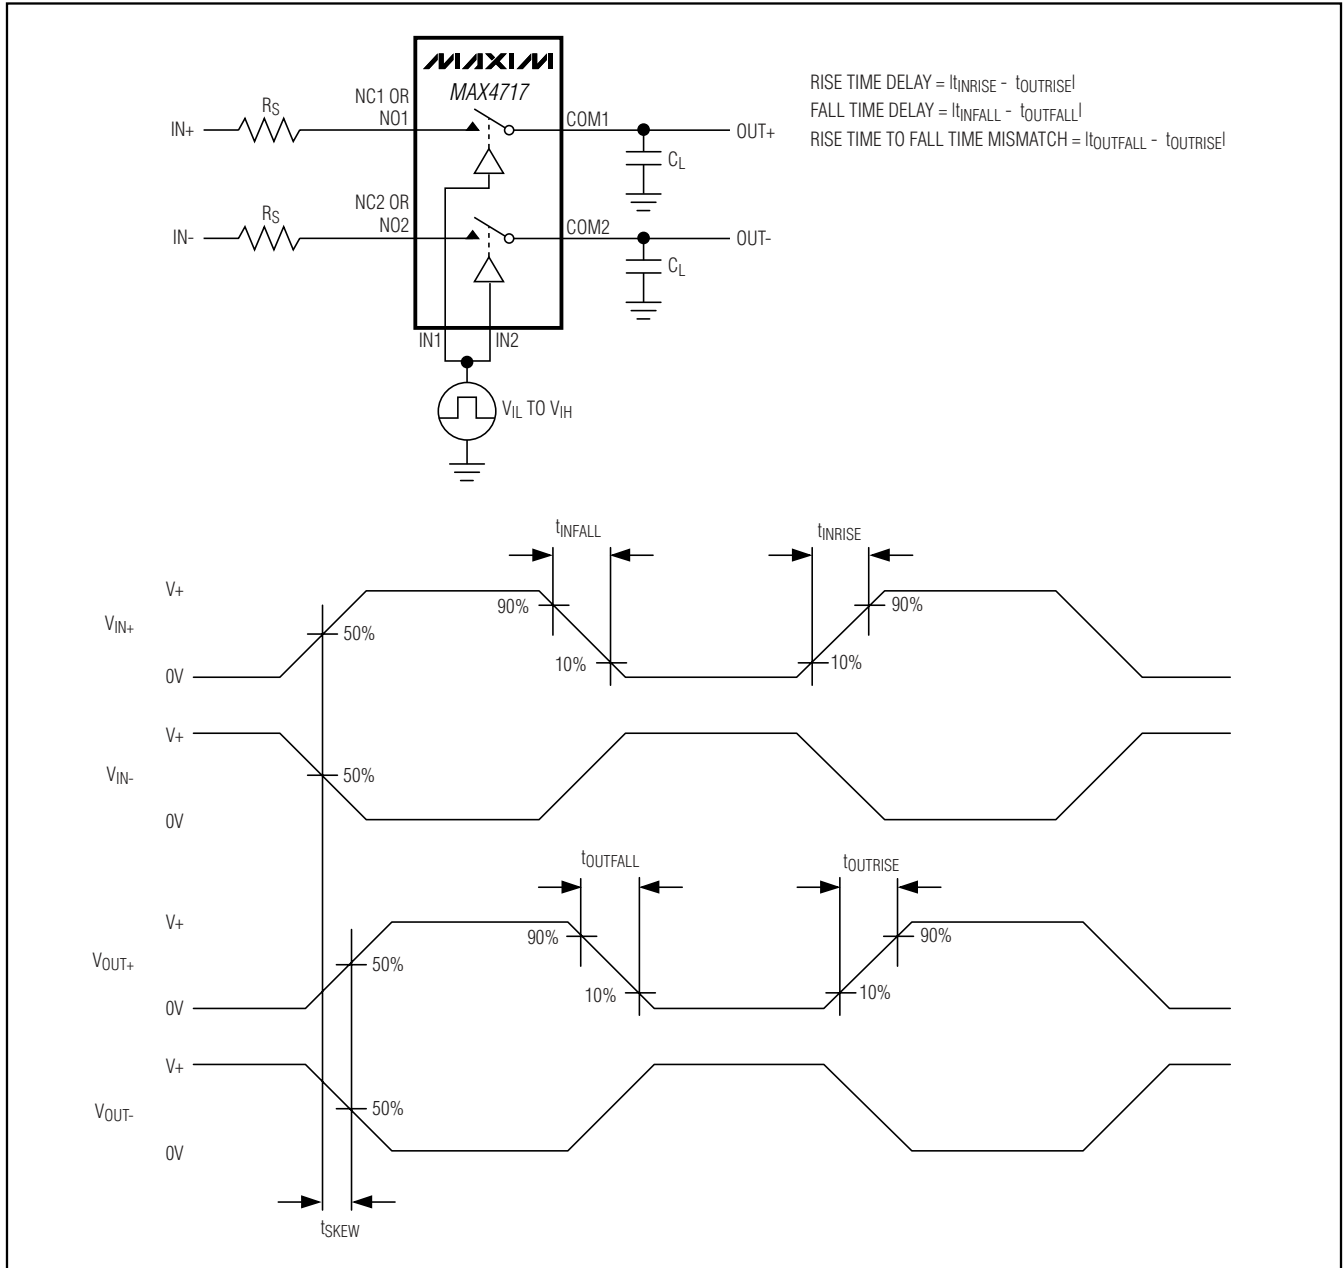 MAXIM
MAX4717
NC1 OR
NO1
RS
IN+
COM1
OUT+
CL
NC2 OR
NO2
RS
IN-
COM2
OUT-
CL
IN1
IN2
VIL TO VIH
RISE TIME DELAY = |tINRISE - tOUTRISE|
FALL TIME DELAY = |tINFALL - tOUTFALL|
RISE TIME TO FALL TIME MISMATCH = |tOUTFALL - tOUTRISE|
tINFALL
tINRISE
V+
VIN+
0V
50%
90%
10%
10%
90%
V+
VIN-
0V
50%
tOUTFALL
tOUTRISE
V+
VOUT+
0V
50%
90%
10%
10%
90%
V+
VOUT-
0V
50%
tSKEW